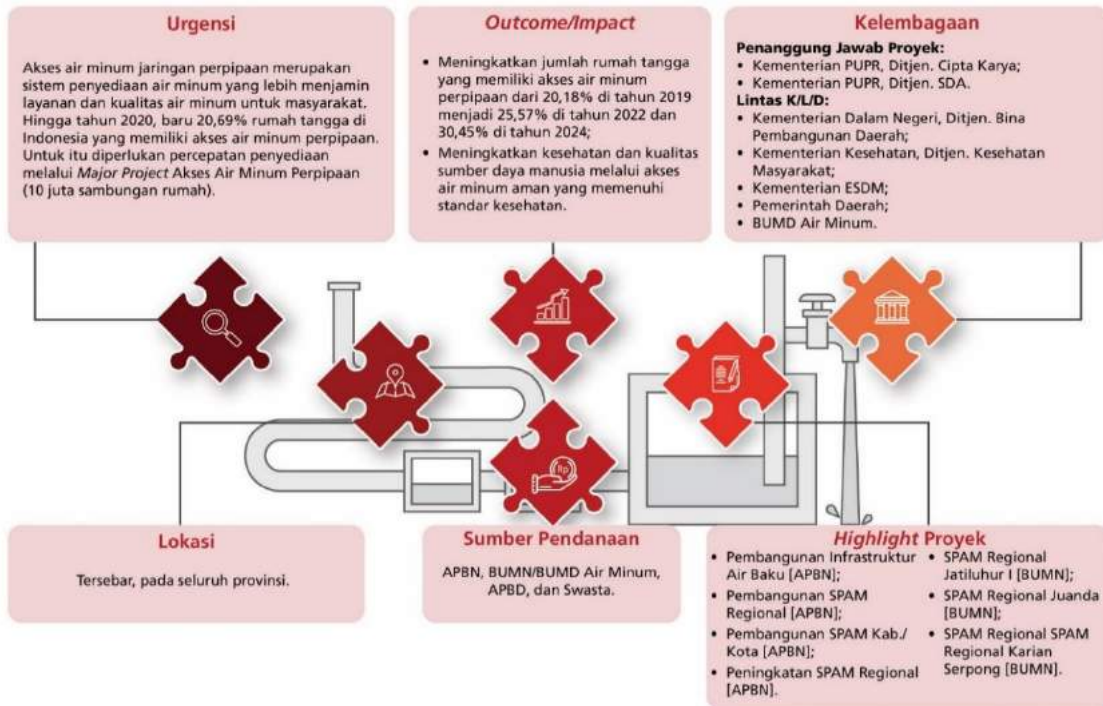 Urgensi
Akses air minum jaringan perpipaan merupakan
sistem penyediaan air minum yang lebih menjamin
layanan dan kualitas air minum untuk masyarakat.
Hingga tahun 2020, baru 20,69% rumah tangga di
Indonesia yang memiliki akses air minum perpipaan.
Untuk itu diperlukan percepatan penyediaan
melalui Major Project Akses Air Minum Perpipaan
(10 juta sambungan rumah).
Outcome/Impact
• Meningkatkan jumlah rumah tangga
yang memiliki akses air minum
perpipaan dari 20,18% di tahun 2019
menjadi 25,57% di tahun 2022 dan
30,45% di tahun 2024;
• Meningkatkan kesehatan dan kualitas
sumber daya manusia melalui akses
air minum aman yang memenuhi
standar kesehatan.
Kelembagaan
Penanggung Jawab Proyek:
• Kementerian PUPR, Ditjen. Cipta Karya;
• Kementerian PUPR, Ditjen. SDA.
Lintas K/L/D:
• Kementerian Dalam Negeri, Ditjen. Bina
Pembangunan Daerah;
• Kementerian Kesehatan, Ditjen. Kesehatan
Masyarakat;
• Kementerian ESDM;
• Pemerintah Daerah;
• BUMD Air Minum.
Rp
Lokasi
Tersebar, pada seluruh provinsi.
Sumber Pendanaan
APBN, BUMN/BUMD Air Minum,
APBD, dan Swasta.
Highlight Proyek
• Pembangunan Infrastruktur
Air Baku [APBN];
• Pembangunan SPAM
Regional [APBN];
• Pembangunan SPAM Kab./
Kota [APBN];
• Peningkatan SPAM Regional
[APBN].
• SPAM Regional
Jatiluhur I [BUMN];
• SPAM Regional Juanda
[BUMN];
• SPAM Regional SPAM
Regional Karian
Serpong [BUMN].